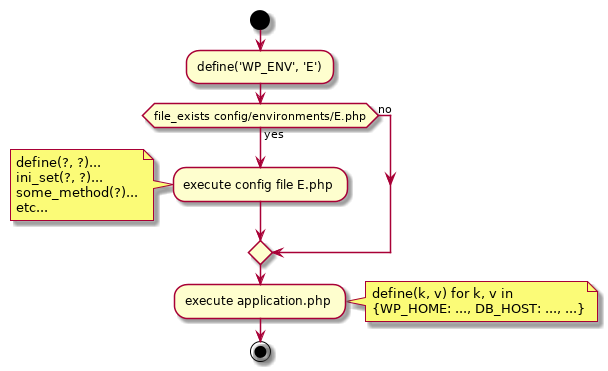 define('WP_ENV', 'E')
file_exists config/environments/E.php
no
yes
define(?, ?)...
ini_set(?, ?)...
some_method(?)...
etc...
execute config file E.php
execute application.php
define(k, v) for k, v in
{WP_HOME: ..., DB_HOST: ..., ...}